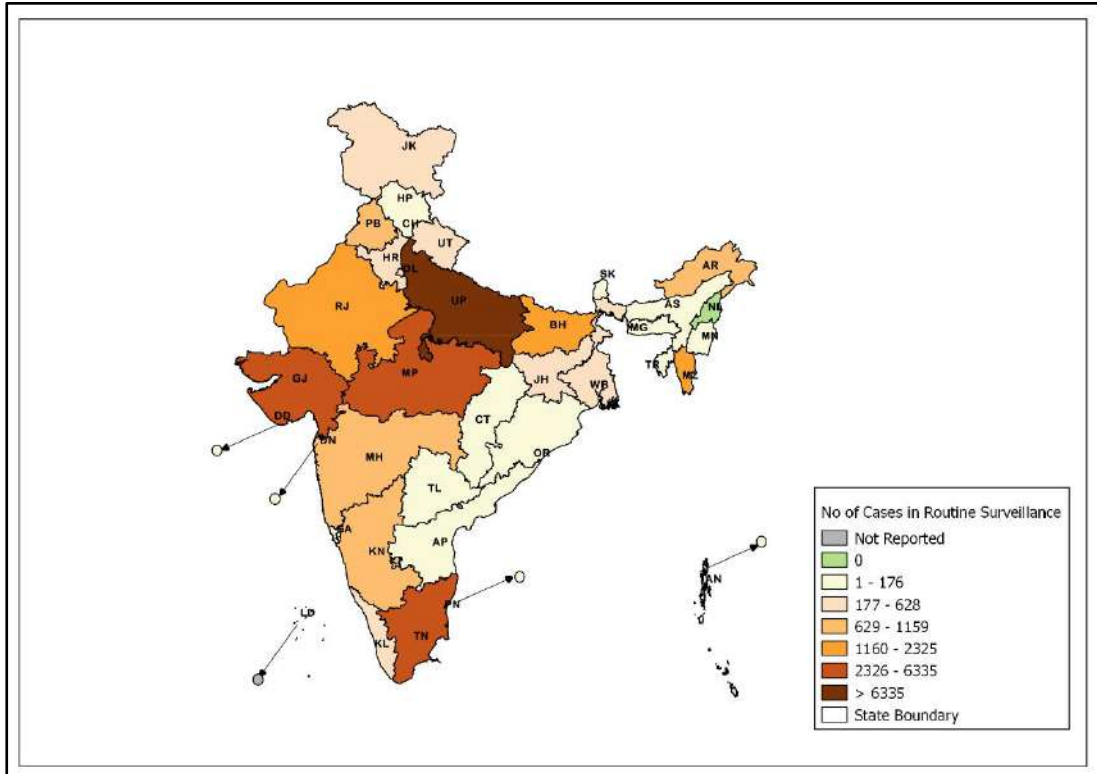 JK
HP
CH
PB
UT
HR
DL
AR
SK
RJ
UP
AS
NL
BH
MG
MN
GJ
MP
TR
MZ
JH
WB
DD
CT
DN
MH
OR
TL
No of Cases in Routine Surveillance
Not Reported
0
1 - 176
177 - 628
629 - 1159
1160 - 2325
2326 - 6335
> 6335
State Boundary
GA
AP
KN
AN
PN
LD
TN
KL